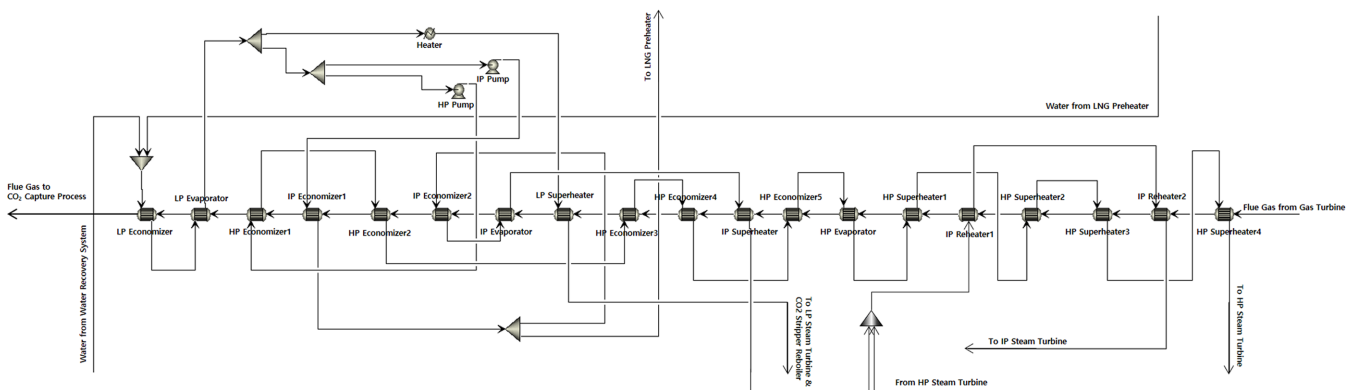 Heater
To LNG Preheater
IP Pump
HP Pump
Water from LNG Preheater
Flue Gas to
CO₂ Capture Process
LP Evaporator
IP Economizer1
IP Economizer2
LP Superheater
HP Economizer4
HP Economizer5
HP Superheater1
HP Superheater2
IP Reheater2
Flue Gas from Gas Turbine
LP Economizer
HP Economizer1
HP Economizer2
IP Evaporator
HP Economizer3
IP Superheater
HP Evaporator
IP Reheater1
HP Superheater3
HP Superheater4
Water from Water Recovery System
To LP Steam Turbine &
CO2 Stripper Reboiler
To IP Steam Turbine
To HP Steam Turbine
From HP Steam Turbine